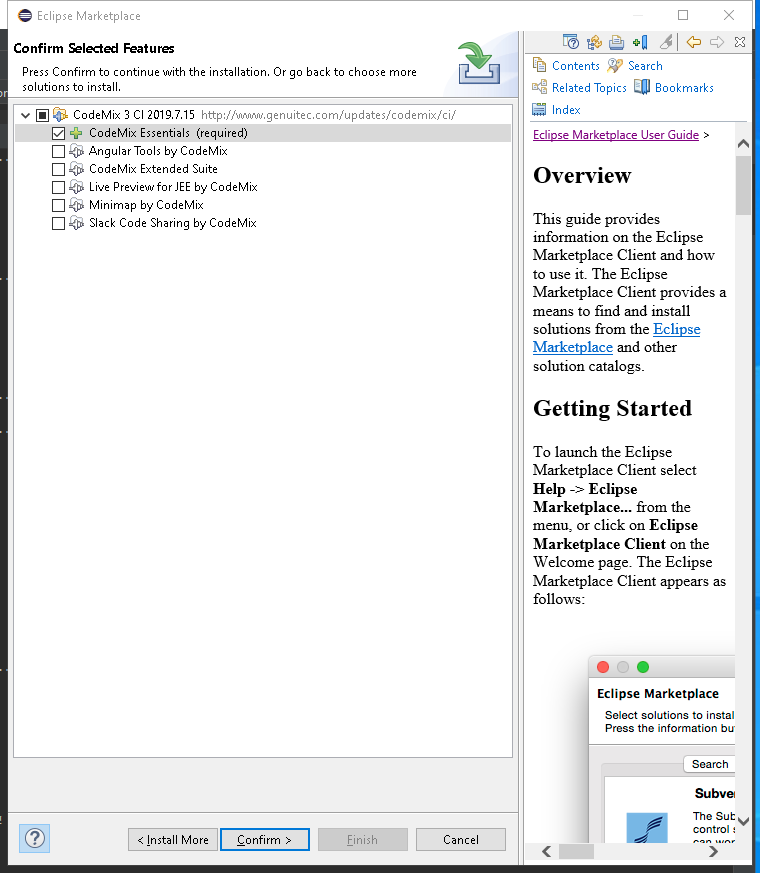 Eclipse Marketplace
Confirm Selected Features
Press Confirm to continue with the installation. Or go back to choose more
solutions to install.
CodeMix 3 CI 2019.7.15 http://www.genuitec.com/updates/codemix/ci/
CodeMix Essentials (required)
Angular Tools by CodeMix
CodeMix Extended Suite
Live Preview for JEE by CodeMix
Minimap by CodeMix
Slack Code Sharing by CodeMix
< Install More
Confirm >
Finish
Cancel
Contents Search
Related Topics Bookmarks
Index
Eclipse Marketplace User Guide >
Overview
This guide provides
information on the Eclipse
Marketplace Client and how
to use it. The Eclipse
Marketplace Client provides a
means to find and install
solutions from the Eclipse
Marketplace and other
solution catalogs.
Getting Started
To launch the Eclipse
Marketplace Client select
Help -> Eclipse
Marketplace... from the
menu, or click on Eclipse
Marketplace Client on the
Welcome page. The Eclipse
Marketplace Client appears as
follows:
Eclipse Marketplace
Select solutions to instal
Press the information bu
Search
Subve
The Sub
control s
can wor